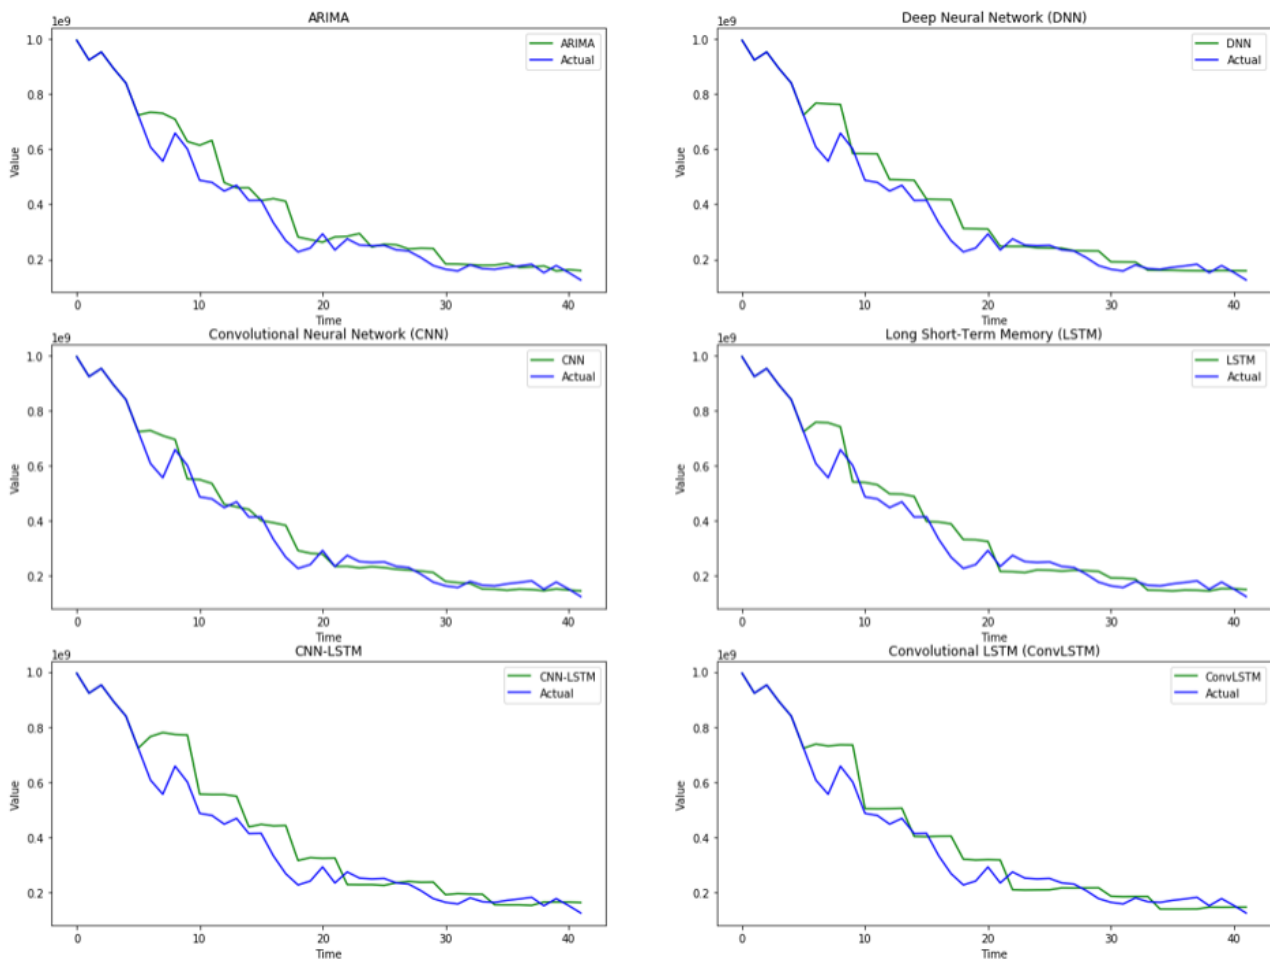 ARIMA
1e9
1.0
0.8
0.6
0.4
0.2
Value
0 10 20 30 40
Time
ARIMA
Actual
Deep Neural Network (DNN)
1e9
1.0
0.8
0.6
0.4
0.2
Value
0 10 20 30 40
Time
DNN
Actual
Convolutional Neural Network (CNN)
1e9
1.0
0.8
0.6
0.4
0.2
Value
0 10 20 30 40
Time
CNN
Actual
Long Short-Term Memory (LSTM)
1e9
1.0
0.8
0.6
0.4
0.2
Value
0 10 20 30 40
Time
LSTM
Actual
CNN-LSTM
1e9
1.0
0.8
0.6
0.4
0.2
Value
0 10 20 30 40
Time
CNN-LSTM
Actual
Convolutional LSTM (ConvLSTM)
1e9
1.0
0.8
0.6
0.4
0.2
Value
0 10 20 30 40
Time
ConvLSTM
Actual